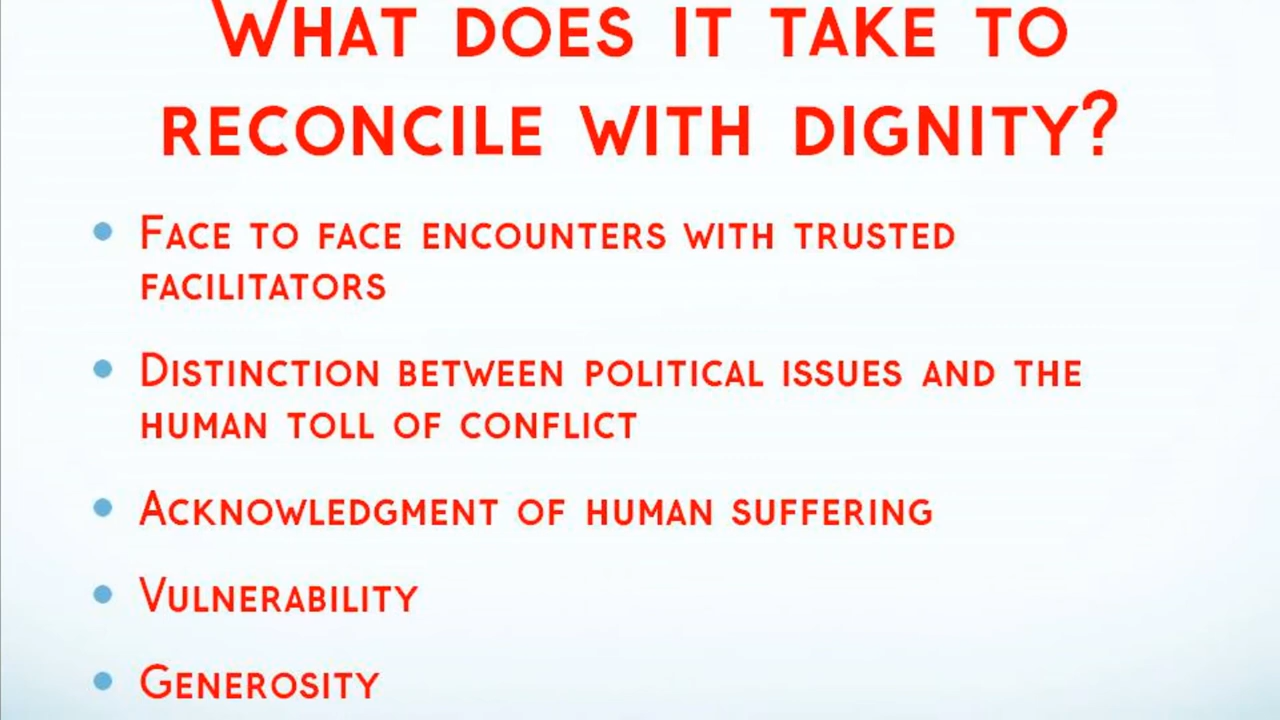 What does it take to
reconcile with dignity?
• Face to face encounters with trusted
facilitators
• Distinction between political issues and the
human toll of conflict
• Acknowledgment of human suffering
• Vulnerability
• Generosity